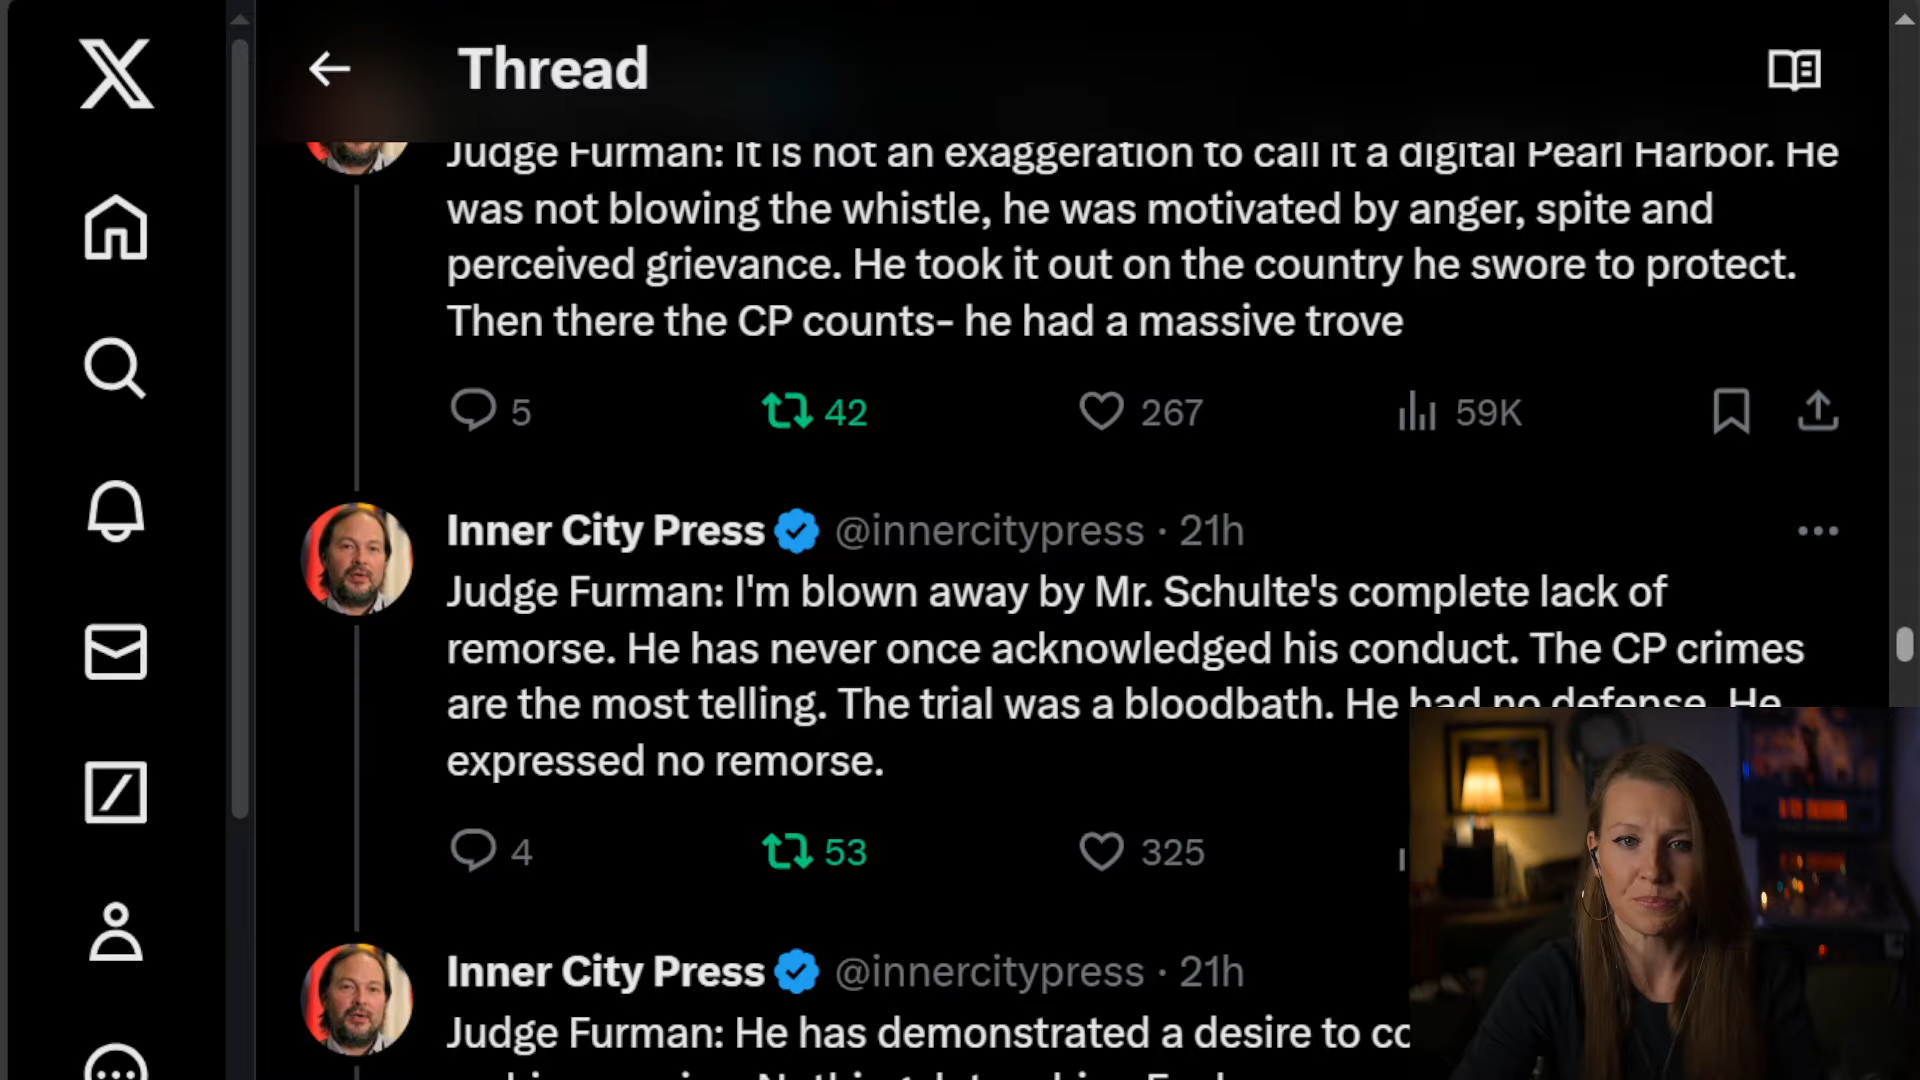 Thread
Judge Furman: It is not an exaggeration to call it a digital Pearl Harbor. He
was not blowing the whistle, he was motivated by anger, spite and
perceived grievance. He took it out on the country he swore to protect.
Then there the CP counts- he had a massive trove
5 42 267 59K
Inner City Press @innercitypress · 21h
Judge Furman: I'm blown away by Mr. Schulte's complete lack of
remorse. He has never once acknowledged his conduct. The CP crimes
are the most telling. The trial was a bloodbath. He had no defense. He
expressed no remorse.
4 53 325
Inner City Press @innercitypress · 21h
Judge Furman: He has demonstrated a desire to